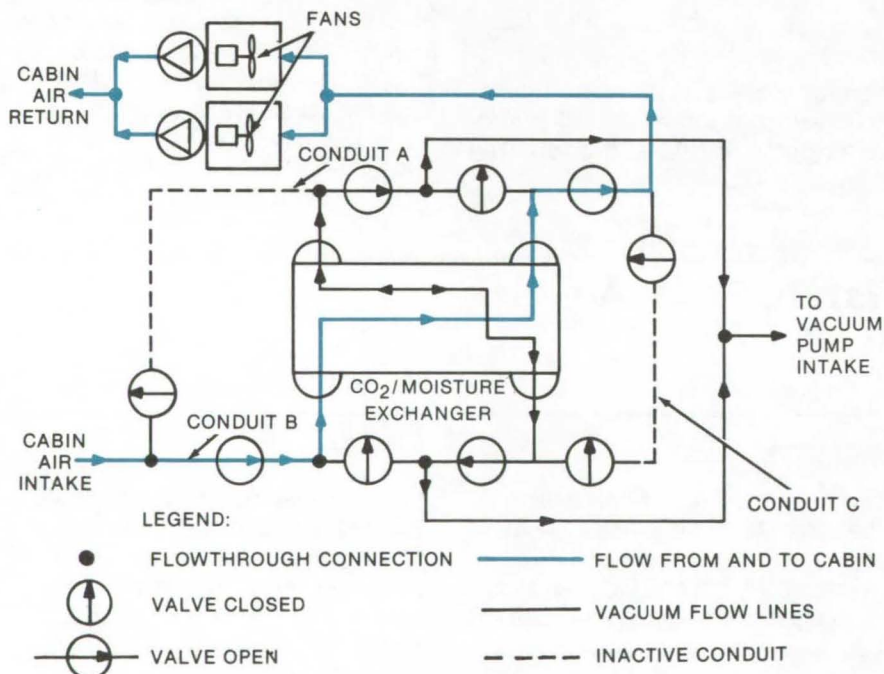 FANS
CABIN
AIR
RETURN
CONDUIT A
TO
VACUUM
PUMP
INTAKE
CO2/MOISTURE
EXCHANGER
CONDUIT B
CABIN
AIR
INTAKE
CONDUIT C
LEGEND:
FLOWTHROUGH CONNECTION
FLOW FROM AND TO CABIN
VALVE CLOSED
VACUUM FLOW LINES
VALVE OPEN
INACTIVE CONDUIT